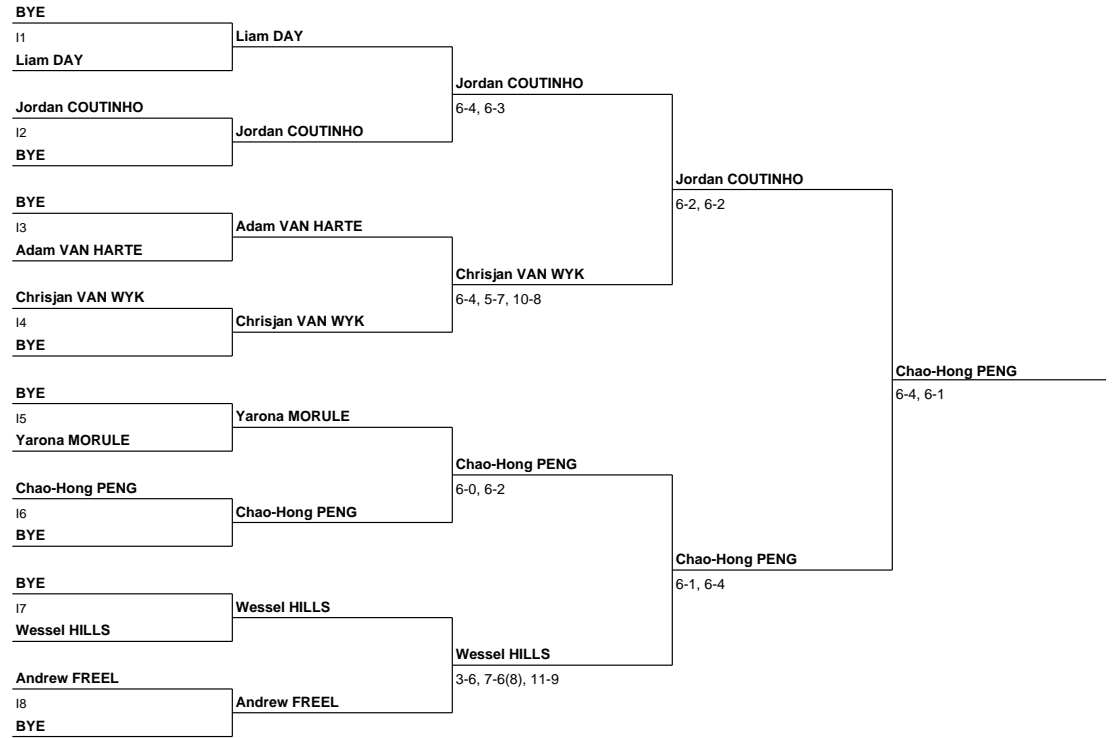 BYE
I1
Liam DAY
Liam DAY
Jordan COUTINHO
6-4, 6-3
Jordan COUTINHO
I2
BYE
Jordan COUTINHO
Jordan COUTINHO
6-2, 6-2
BYE
I3
Adam VAN HARTE
Adam VAN HARTE
Chrisjan VAN WYK
6-4, 5-7, 10-8
Chrisjan VAN WYK
I4
BYE
Chrisjan VAN WYK
Chao-Hong PENG
6-4, 6-1
BYE
I5
Yarona MORULE
Yarona MORULE
Chao-Hong PENG
6-0, 6-2
Chao-Hong PENG
I6
BYE
Chao-Hong PENG
Chao-Hong PENG
6-1, 6-4
BYE
I7
Wessel HILLS
Wessel HILLS
Wessel HILLS
3-6, 7-6(8), 11-9
Andrew FREEL
I8
BYE
Andrew FREEL